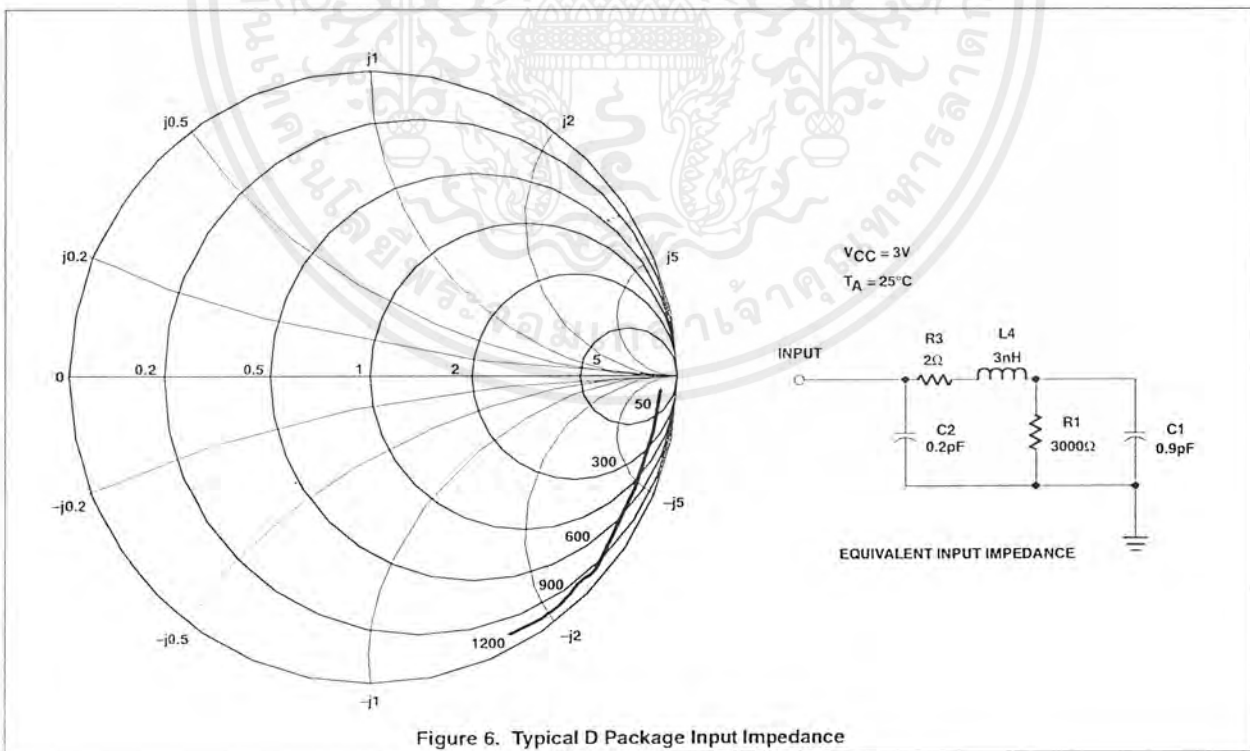 j1
j0.5
j2
j0.2
j5
0
0.2
0.5
1
2
5
50
300
600
900
1200
-j5
-j2
-j1
-j0.5
-j0.2
VCC = 3V
TA = 25°C
INPUT
R3
2Ω
L4
3nH
C2
0.2pF
R1
3000Ω
C1
0.9pF
EQUIVALENT INPUT IMPEDANCE
Figure 6. Typical D Package Input Impedance